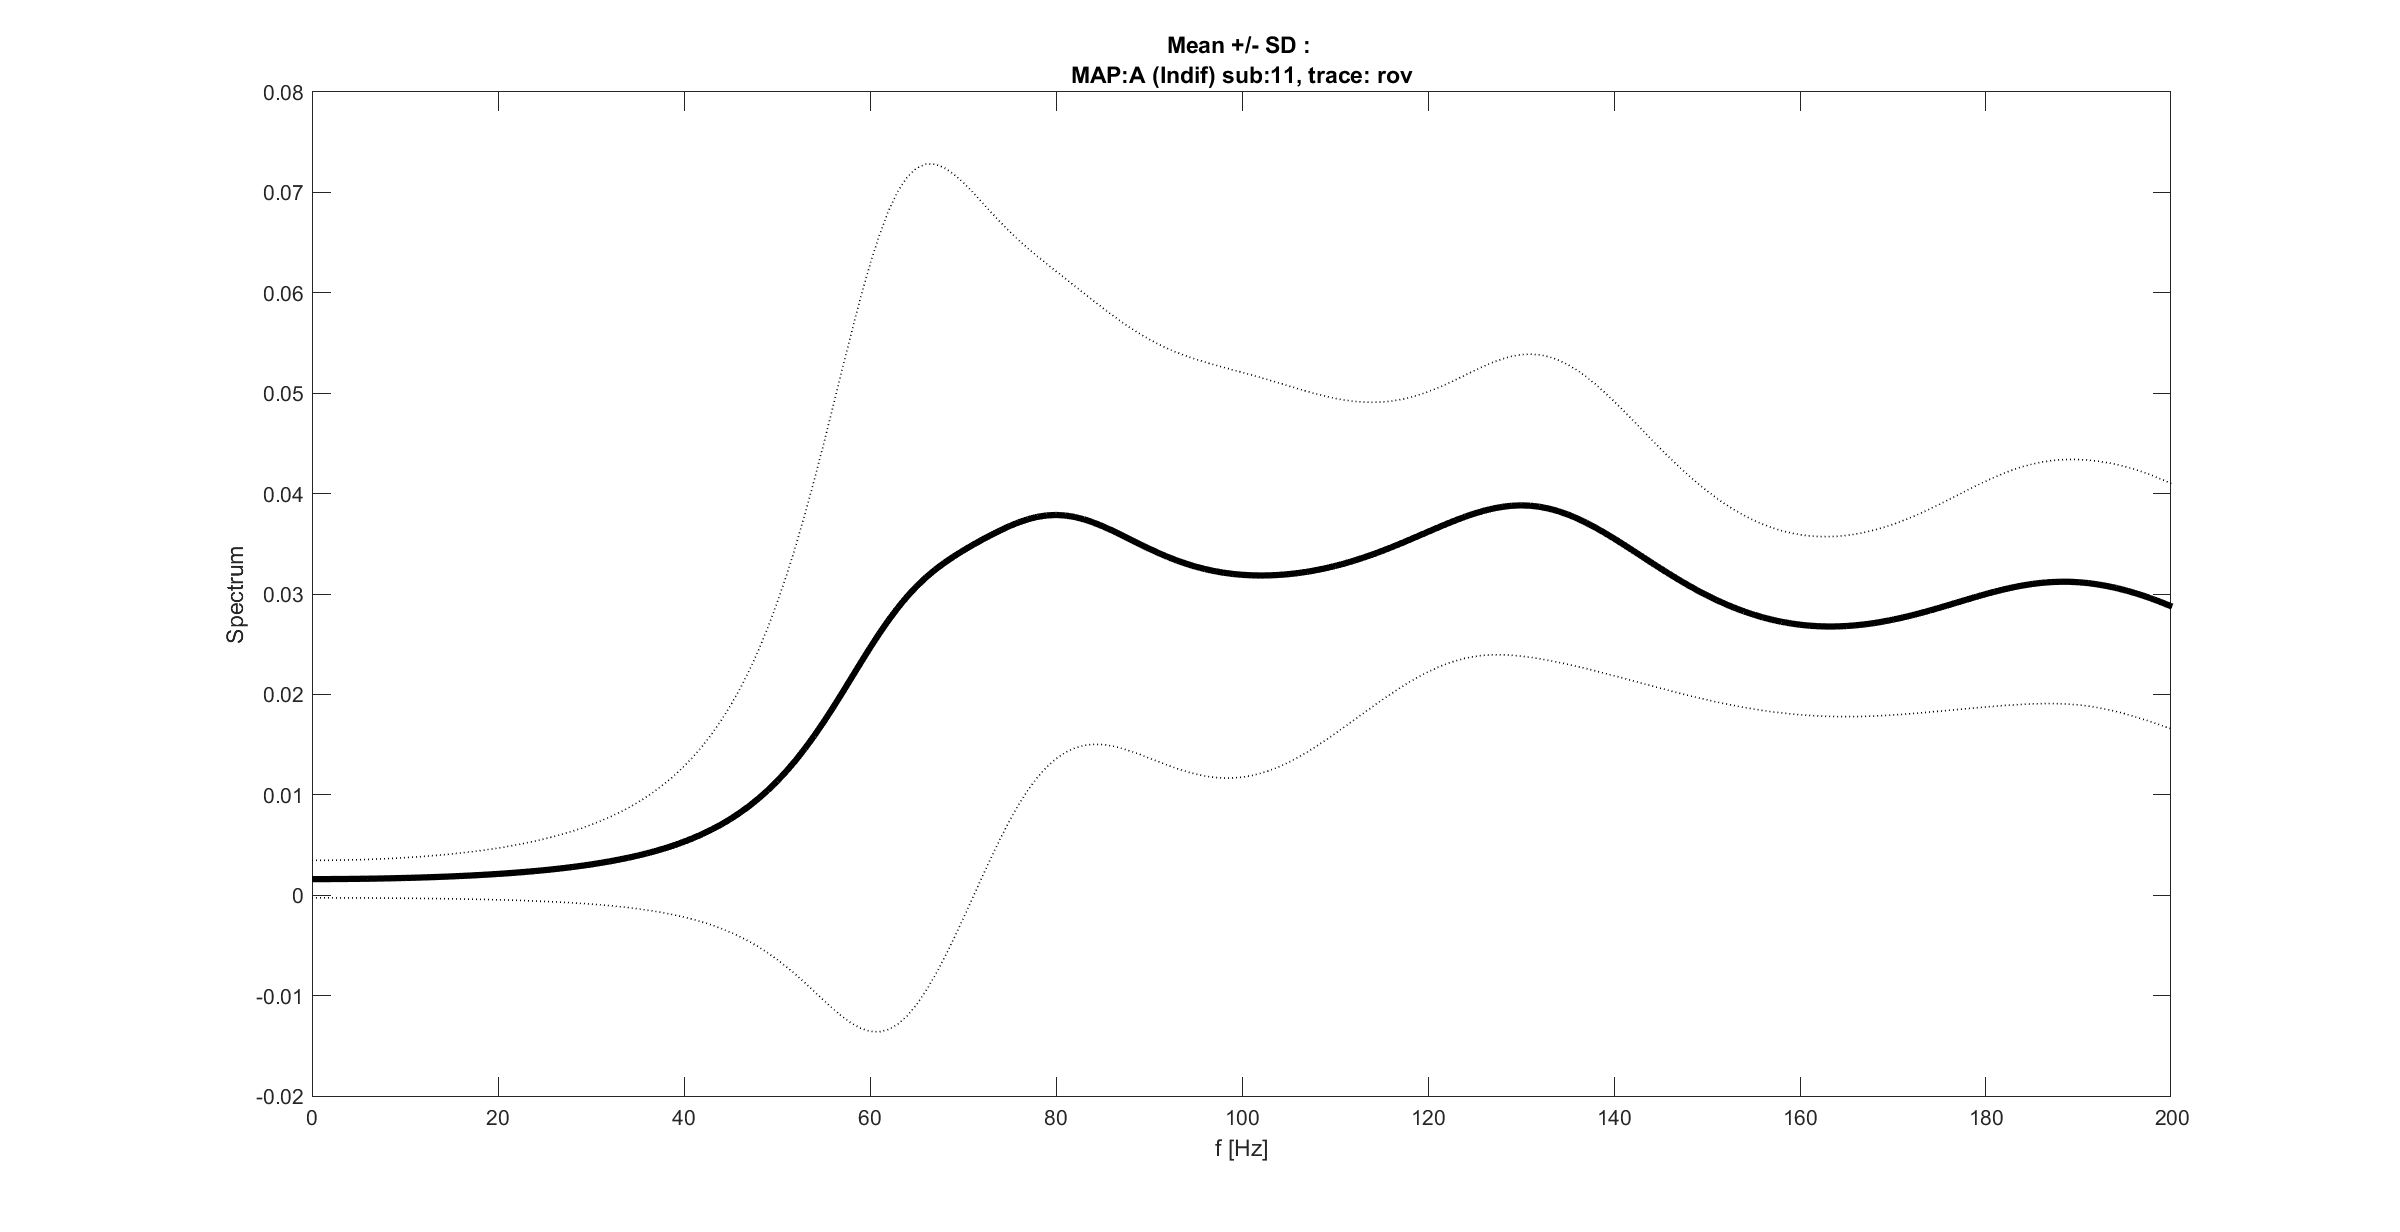 Mean +/- SD :
MAP:A (Indif) sub:11, trace: rov
0.08
0.07
0.06
0.05
0.04
0.03
0.02
0.01
0
-0.01
-0.02
Spectrum
0 20 40 60 80 100 120 140 160 180 200
f [Hz]